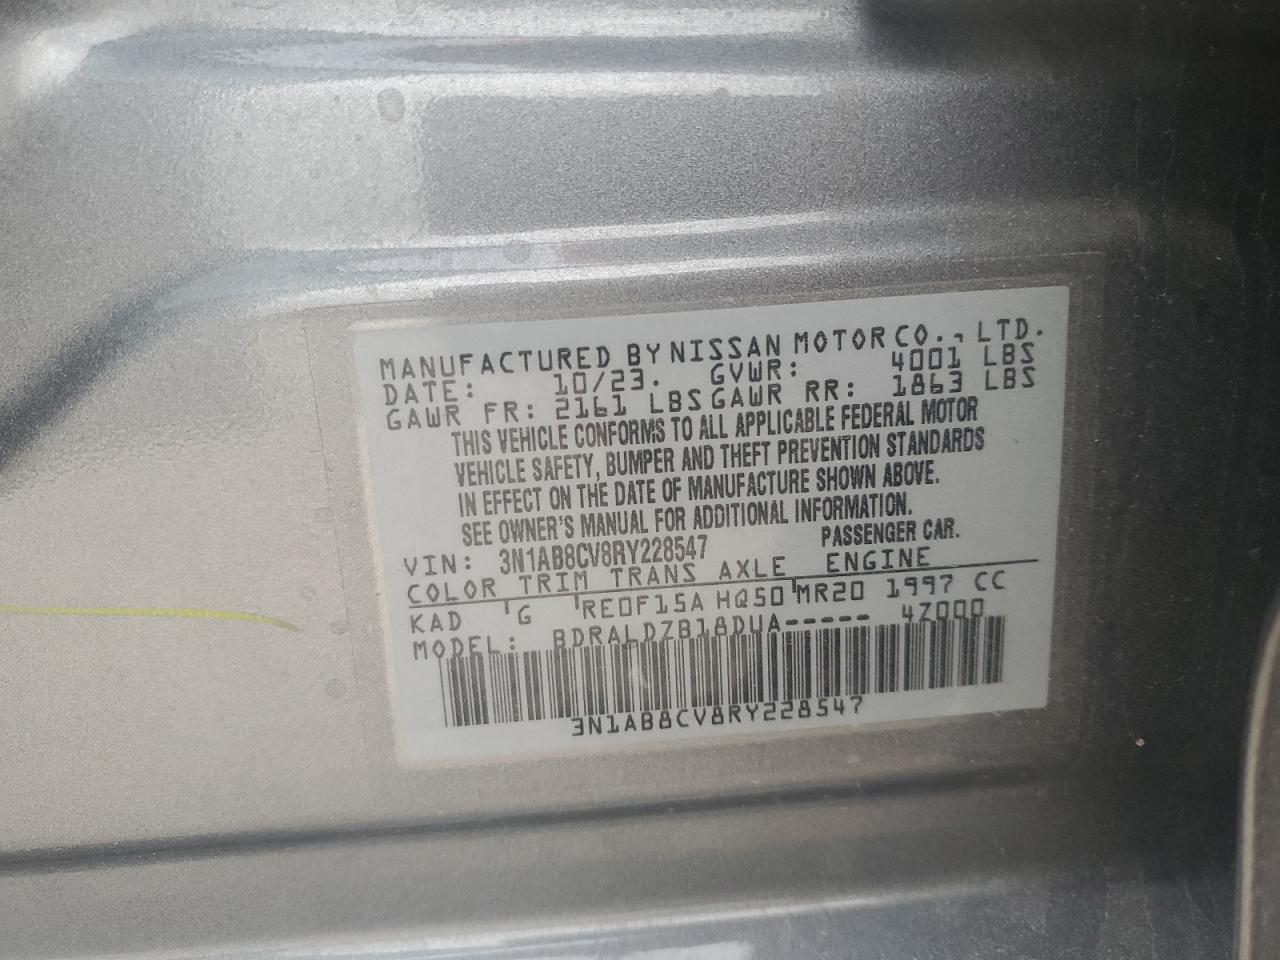 MANUFACTURED BY NISSAN MOTOR CO., LTD.
DATE: 10/23. GVWR: 4001 LBS
GAWR FR: 2161 LBS GAWR RR: 1863 LBS
THIS VEHICLE CONFORMS TO ALL APPLICABLE FEDERAL MOTOR
VEHICLE SAFETY, BUMPER AND THEFT PREVENTION STANDARDS
IN EFFECT ON THE DATE OF MANUFACTURE SHOWN ABOVE.
SEE OWNER'S MANUAL FOR ADDITIONAL INFORMATION.
VIN: 3N1AB8CV8RY228547 PASSENGER CAR.
COLOR TRIM TRANS AXLE ENGINE
KAD G RE0F15A HQ50 MR20 1997 CC
MODEL: BDRALDZB18DUA----- 4Z000
3N1AB8CV8RY228547